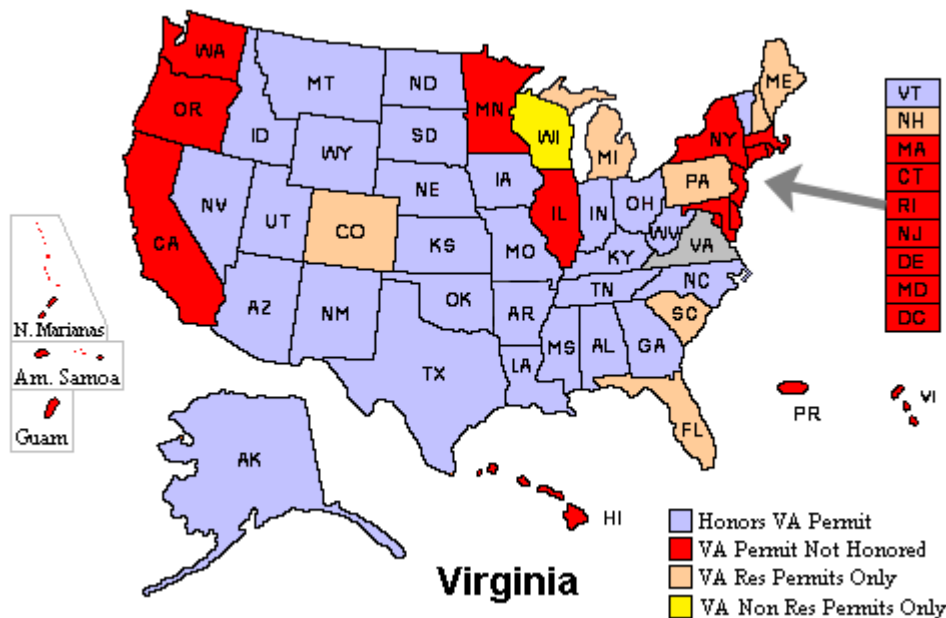 WA
MT
ND
MN
ME
VT
OR
ID
SD
WI
NY
NH
WY
MI
MA
NE
IA
PA
CT
NV
UT
CO
IL
IN
OH
RI
CA
KS
MO
WV
VA
NJ
KY
DE
AZ
NM
OK
AR
TN
NC
MD
SC
DC
N. Marianas
TX
LA
MS
AL
GA
Am. Samoa
PR
VI
Guam
FL
AK
HI
Honors VA Permit
VA Permit Not Honored
Virginia
VA Res Permits Only
VA Non Res Permits Only